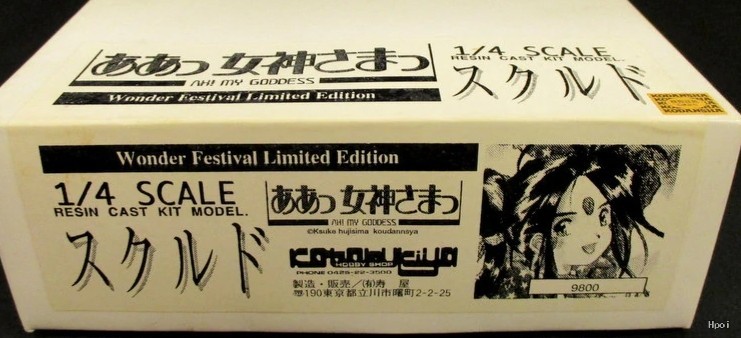 ああっ女神さまっ
AH! MY GODDESS
Wonder Festival Limited Edition
1/4 SCALE
RESIN CAST KIT MODEL.
スクルド
KODANSHA
KODANSHA
Wonder Festival Limited Edition
1/4 SCALE
RESIN CAST KIT MODEL.
スクルド
ああっ女神さまっ
AH! MY GODDESS
©Ksuke hujisima koudannsya
Kotobukiya
HOBBY SHOP
PHONE 0425-22-3500
製造・販売/(有)寿 屋
〒190東京都立川市曙町2-2-25
9800
Hpoi